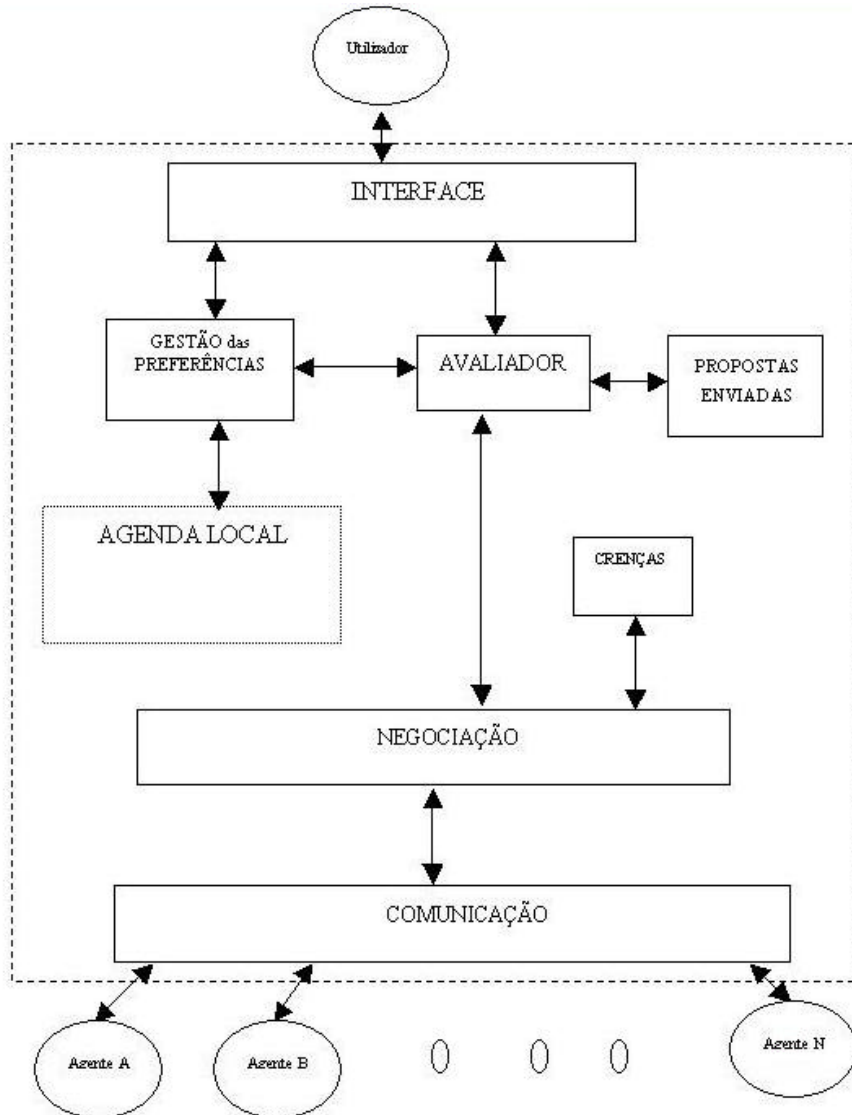 Utilizador
INTERFACE
GESTÃO das
PREFERÊNCIAS
AVALIADOR
PROPOSTAS
ENVIADAS
AGENDA LOCAL
CRENÇAS
NEGOCIAÇÃO
COMUNICAÇÃO
Agente A
Agente B
Agente N